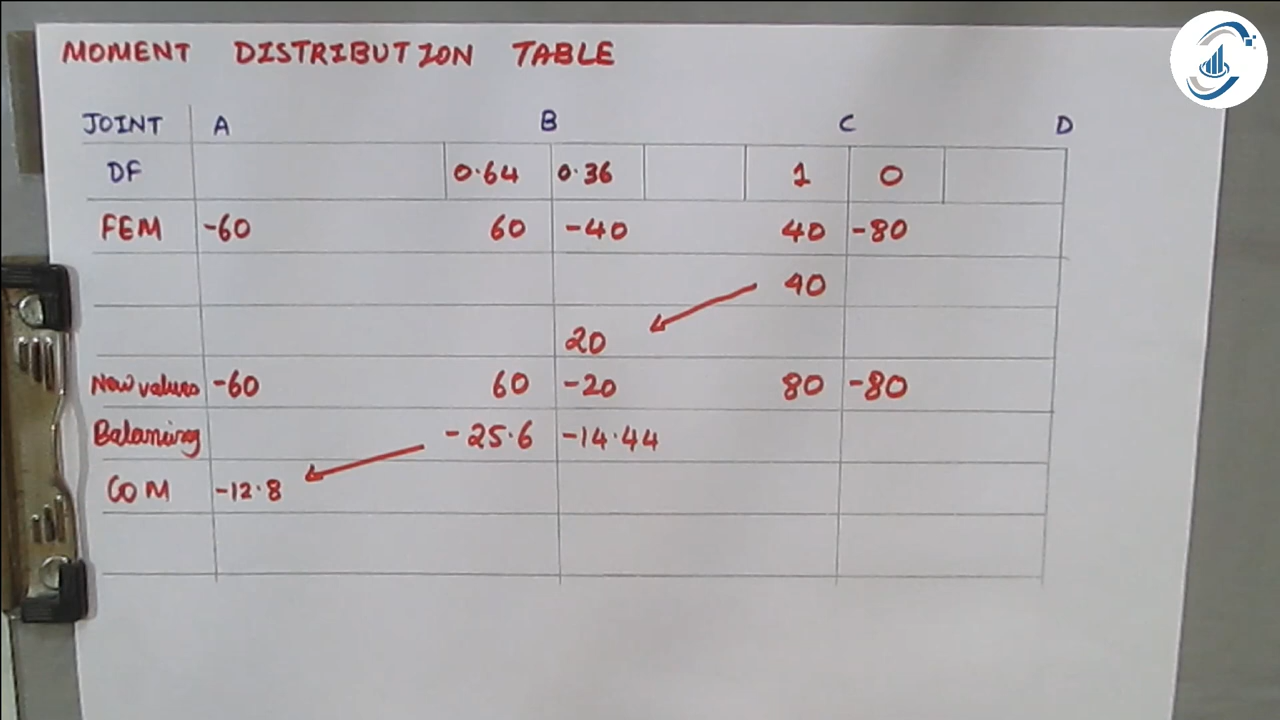 MOMENT DISTRIBUTION TABLE
JOINT A B C D
DF 0.64 0.36 1 0
FEM -60 60 -40 40 -80
40
20
New values -60 60 -20 80 -80
Balancing -25.6 -14.44
COM -12.8